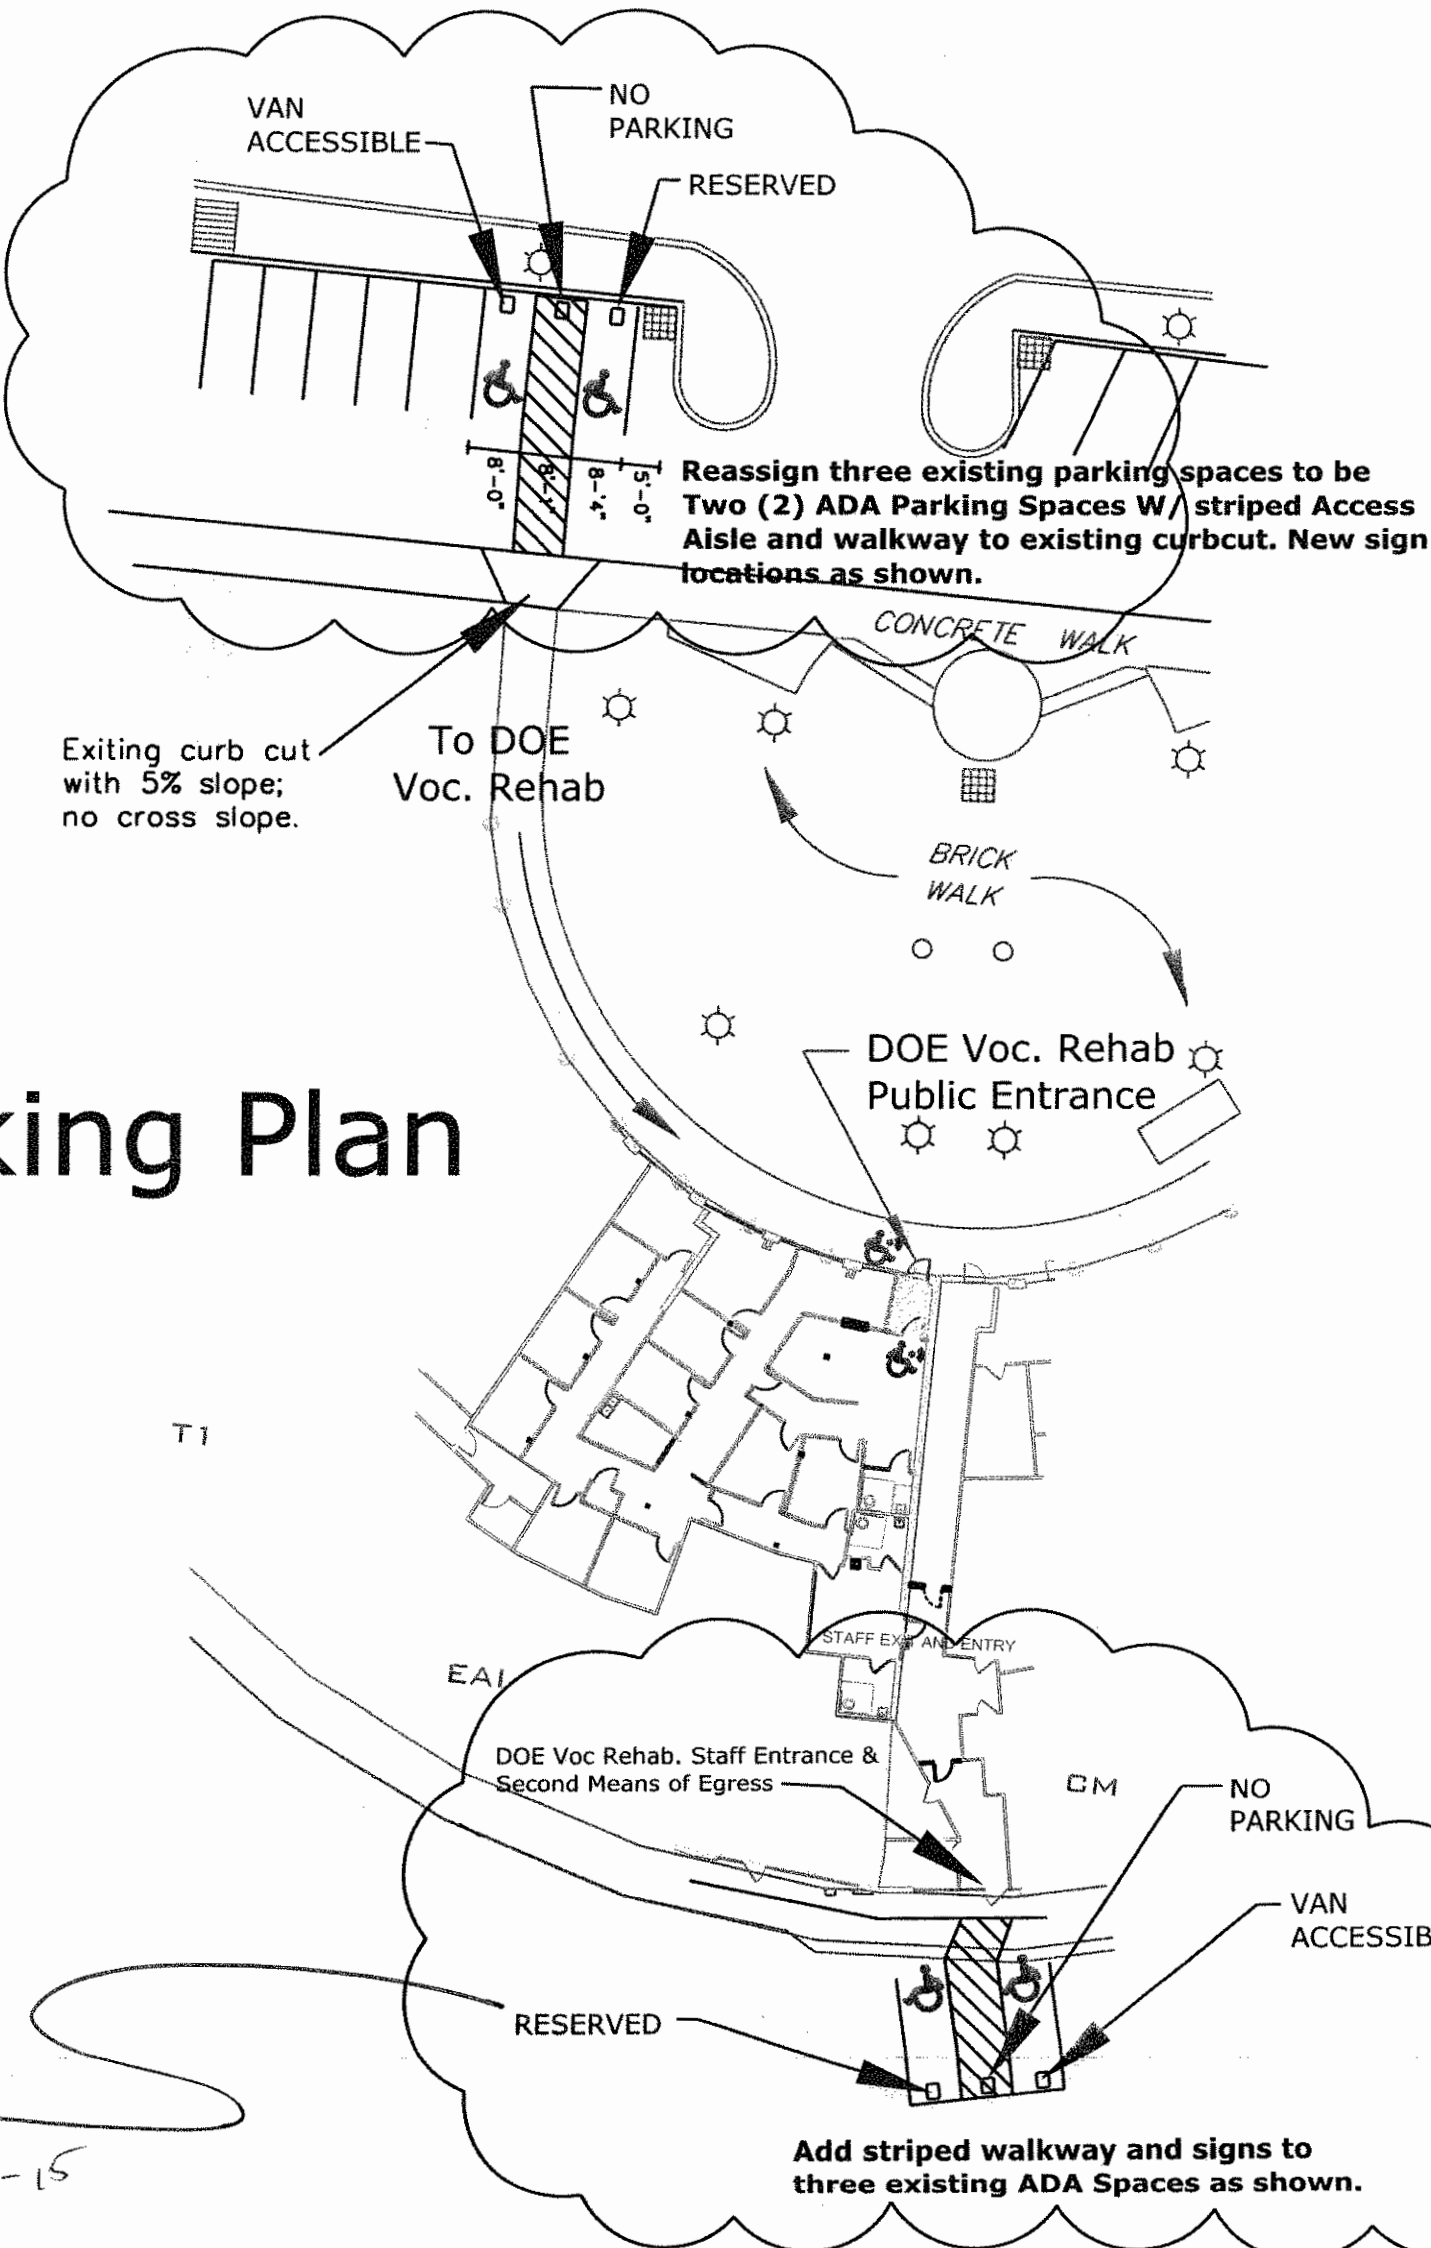 VAN
ACCESSIBLE
NO
PARKING
RESERVED
8'-0"
8'-4"
5'-0"
Reassign three existing parking spaces to be
Two (2) ADA Parking Spaces W/ striped Access
Aisle and walkway to existing curbcut. New sign
locations as shown.
CONCRETE WALK
Exiting curb cut
with 5% slope;
no cross slope.
To DOE
Voc. Rehab
BRICK
WALK
DOE Voc. Rehab
Public Entrance
king Plan
T1
STAFF EXIT AND ENTRY
EA1
DOE Voc Rehab. Staff Entrance &
Second Means of Egress
CM
NO
PARKING
VAN
ACCESSIB
RESERVED
Add striped walkway and signs to
three existing ADA Spaces as shown.
-15